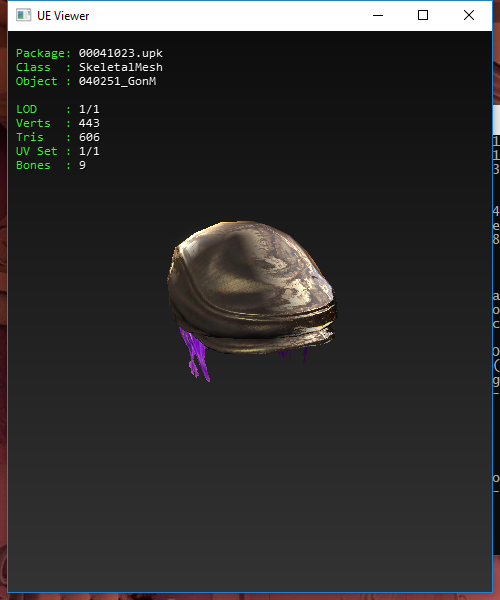 UE Viewer
Package: 00041023.upk
Class : SkeletalMesh
Object : 040251_GonM
LOD : 1/1
Verts : 443
Tris : 606
UV Set : 1/1
Bones : 9